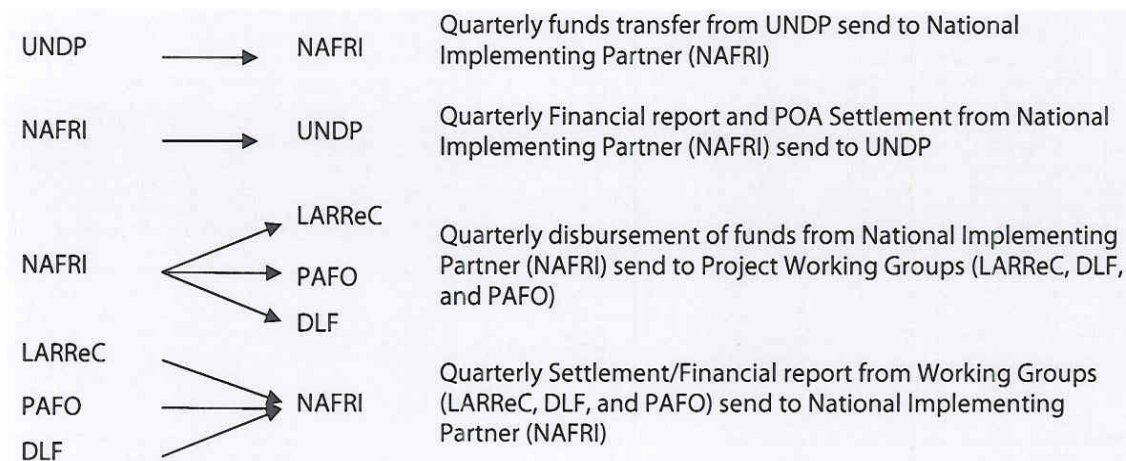 UNDP NAFRI Quarterly funds transfer from UNDP send to National
Implementing Partner (NAFRI)
NAFRI UNDP Quarterly Financial report and POA Settlement from National
Implementing Partner (NAFRI) send to UNDP
LARReC
NAFRI PAFO Quarterly disbursement of funds from National Implementing
Partner (NAFRI) send to Project Working Groups (LARReC, DLF,
and PAFO)
DLF
LARReC
PAFO NAFRI Quarterly Settlement/Financial report from Working Groups
(LARReC, DLF, and PAFO) send to National Implementing
Partner (NAFRI)
DLF